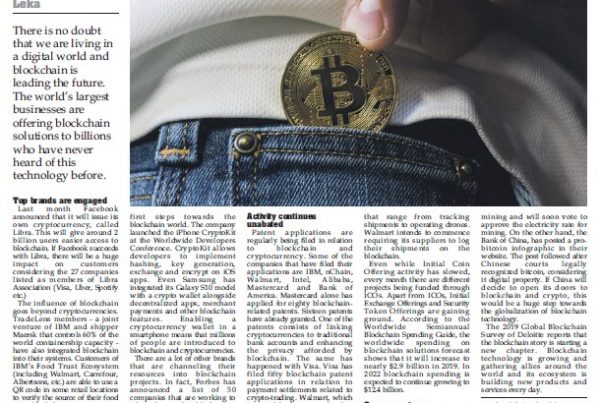 Leka
There is no doubt
that we are living in
a digital world and
blockchain is
leading the future.
The world's largest
businesses are
offering blockchain
solutions to billions
who have never
heard of this
technology before.
Top brands are engaged
Last month Facebook
announced that it will issue its
own cryptocurrency, called
Libra. This will give around 2
billion users easier access to
blockchain. If Facebook succeeds
with Libra, there will be a huge
impact on customers
considering the 27 companies
listed as members of Libra
Association (Visa, Uber, Spotify
etc.)
The influence of blockchain
goes beyond cryptocurrencies.
TradeLens members - a joint
venture of IBM and shipper
Maersk that controls 60% of the
world containership capacity -
have also integrated blockchain
into their systems. Customers of
IBM's Food Trust Ecosystem
(including Walmart, Carrefour,
Albertsons, etc.) are able to use a
QR code in some retail locations
to verify the source of their food
first steps towards the
blockchain world. The company
launched the iPhone CryptoKit
at the Worldwide Developers
Conference. CryptoKit allows
developers to implement
hashing, key generation,
exchange and encrypt on iOS
apps. Even Samsung has
integrated its Galaxy S10 model
with a crypto wallet alongside
decentralized apps, merchant
payments and other blockchain
features. Enabling a
cryptocurrency wallet in a
smartphone means that millions
of people are introduced to
blockchain and cryptocurrencies.
There are a lot of other brands
that are channeling their
resources into blockchain
projects. In fact, Forbes has
announced a list of 50
companies that are working to
Activity continues
unabated
Patent applications are
regularly being filed in relation
to blockchain and
cryptocurrency. Some of the
companies that have filed their
applications are IBM, nChain,
Walmart, Intel, Alibaba,
Mastercard and Bank of
America. Mastercard alone has
applied for eighty blockchain-
related patents. Sixteen patents
have already granted. One of the
patents consists of linking
cryptocurrencies to traditional
bank accounts and enhancing
the privacy afforded by
blockchain. The same has
happened with Visa. Visa has
filed fifty blockchain patent
applications in relation to
payment settlements related to
crypto-trading. Walmart, which
that range from tracking
shipments to operating drones.
Walmart intends to commence
requiring its suppliers to log
their shipments on the
blockchain.
Even while Initial Coin
Offering activity has slowed,
every month there are different
projects being funded through
ICOs. Apart from ICOs, Initial
Exchange Offerings and Security
Token Offerings are gaining
ground. According to the
Worldwide Semiannual
Blockchain Spending Guide, the
worldwide spending on
blockchain solutions forecast
shows that it will increase to
nearly $2.9 billion in 2019. In
2022 blockchain spending is
expected to continue growing to
$12.4 billion.
mining and will soon vote to
approve the electricity rate for
mining. On the other hand, the
Bank of China, has posted a pro-
bitcoin infographic in their
website. The post followed after
Chinese courts legally
recognized bitcoin, considering
it digital property. If China will
decide to open its doors to
blockchain and crypto, this
would be a huge step towards
the globalization of blockchain
technology.
The 2019 Global Blockchain
Survey of Deloitte reports that
the blockchain story is starting a
new chapter. Blockchain
technology is growing and
gathering allies around the
world and its ecosystem is
building new products and
services every day.